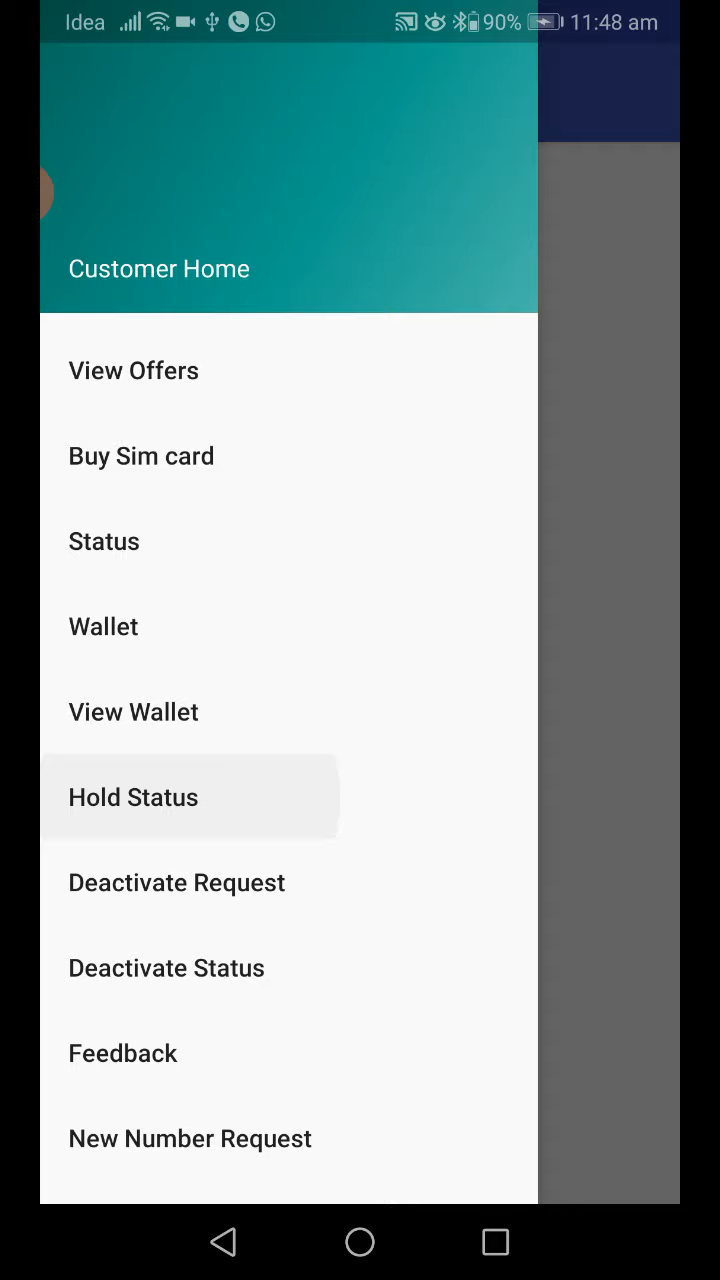 Idea 90% 11:48 am
Customer Home
View Offers
Buy Sim card
Status
Wallet
View Wallet
Hold Status
Deactivate Request
Deactivate Status
Feedback
New Number Request